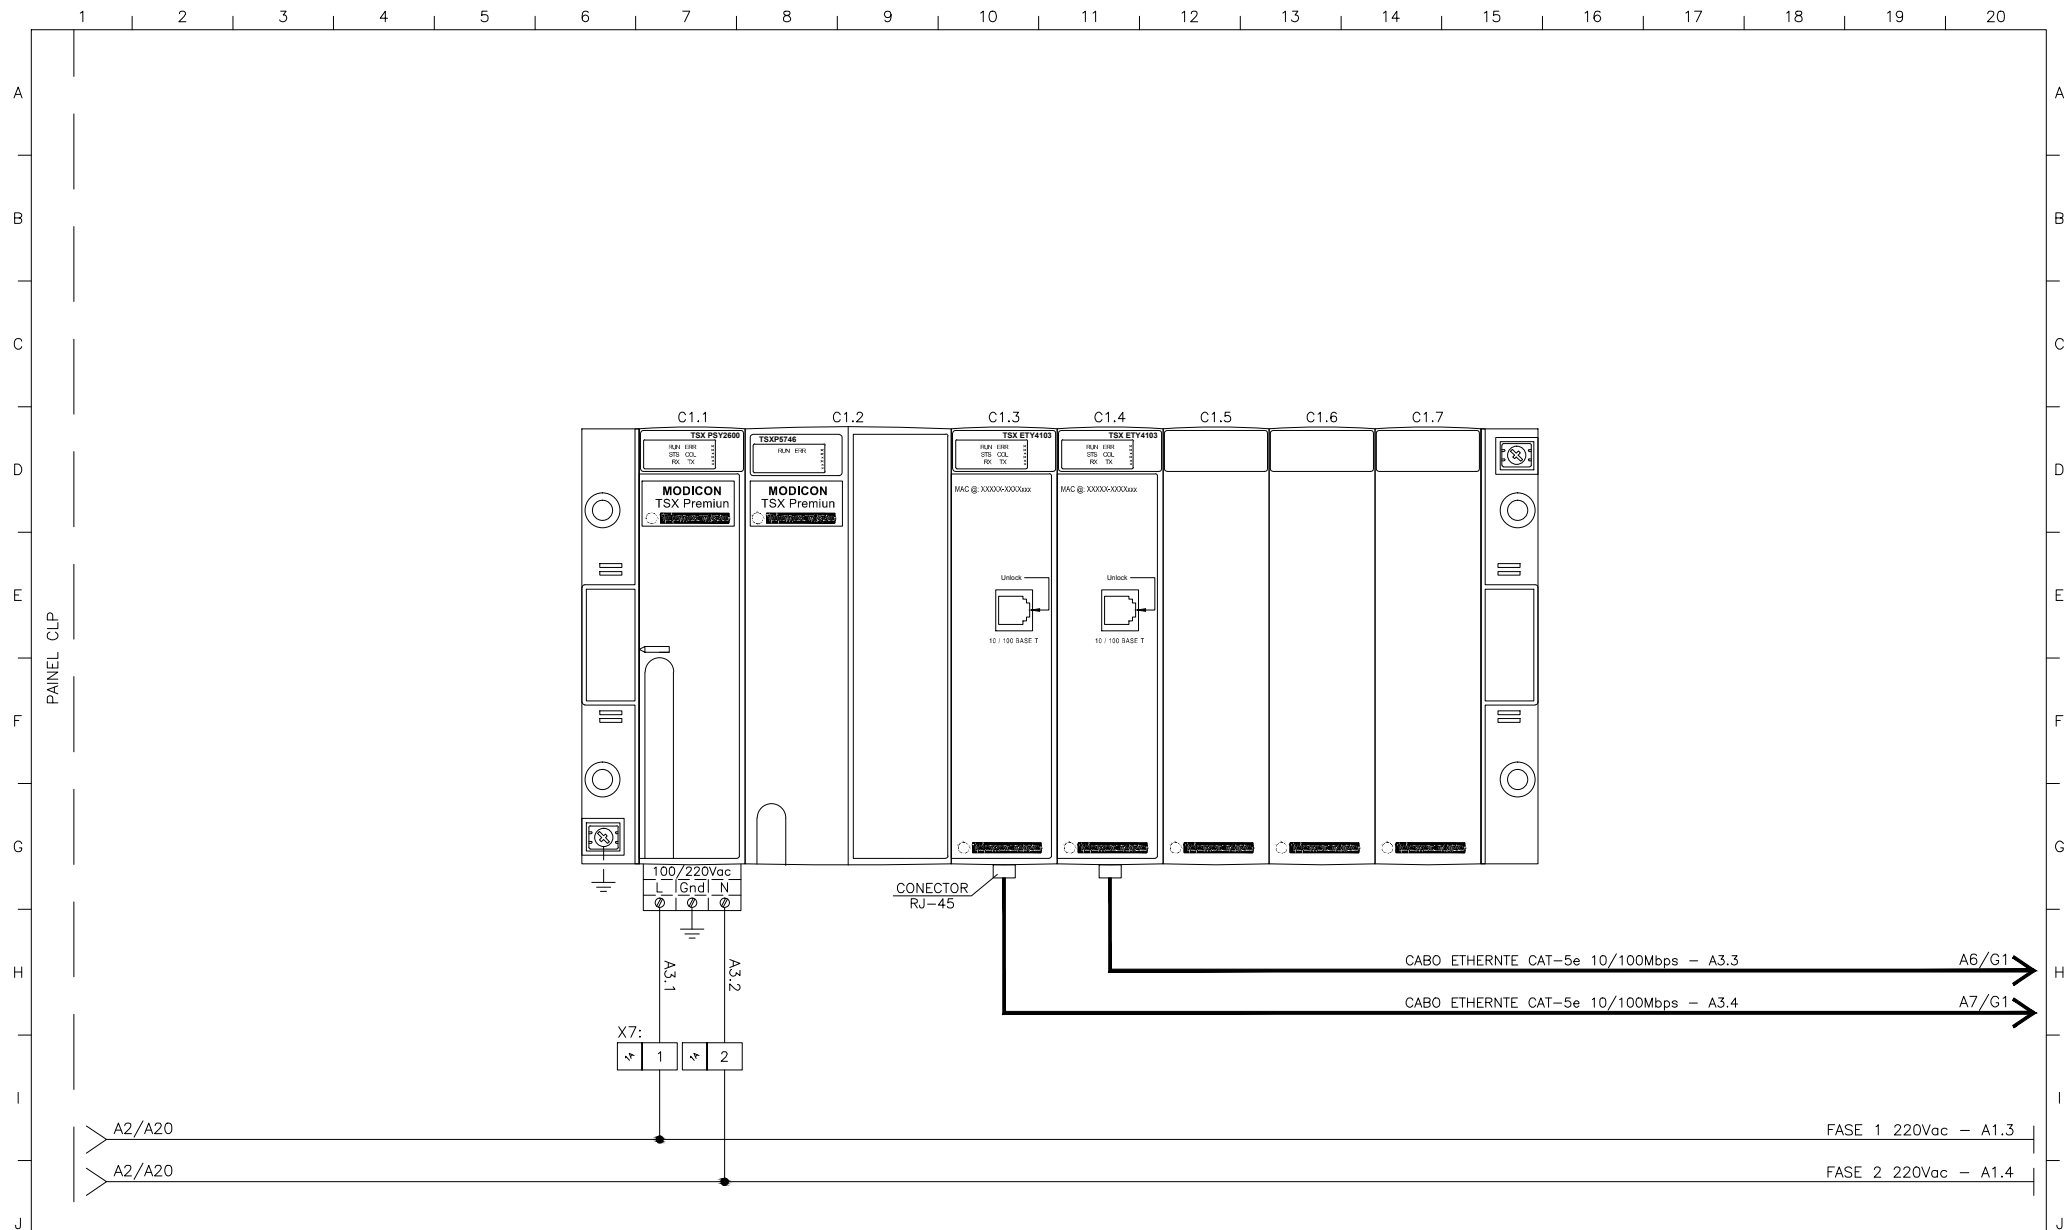 1 2 3 4 5 6 7 8 9 10 11 12 13 14 15 16 17 18 19 20
A A
B B
C C
C1.1 C1.2 C1.3 C1.4 C1.5 C1.6 C1.7
TSX PSY2600 TSXP5746 TSX ETY4103 TSX ETY4103
RUN ERR RUN ERR RUN ERR RUN ERR
STS COL STS COL STS COL
RX TX RX TX RX TX
D D
MODICON MODICON MAC @: XXXXX-XXXXxxx MAC @: XXXXX-XXXXxxx
TSX Premiun TSX Premiun
Unlock Unlock
E E
10 / 100 BASE T 10 / 100 BASE T
PAINEL CLP
F F
G G
100/220Vac
L Gnd N
CONECTOR
RJ-45
A3.1 A3.2
CABO ETHERNTE CAT-5e 10/100Mbps - A3.3 A6/G1
H H
CABO ETHERNTE CAT-5e 10/100Mbps - A3.4 A7/G1
X7:
1A 1 1A 2
I I
A2/A20 FASE 1 220Vac - A1.3
A2/A20 FASE 2 220Vac - A1.4
J J